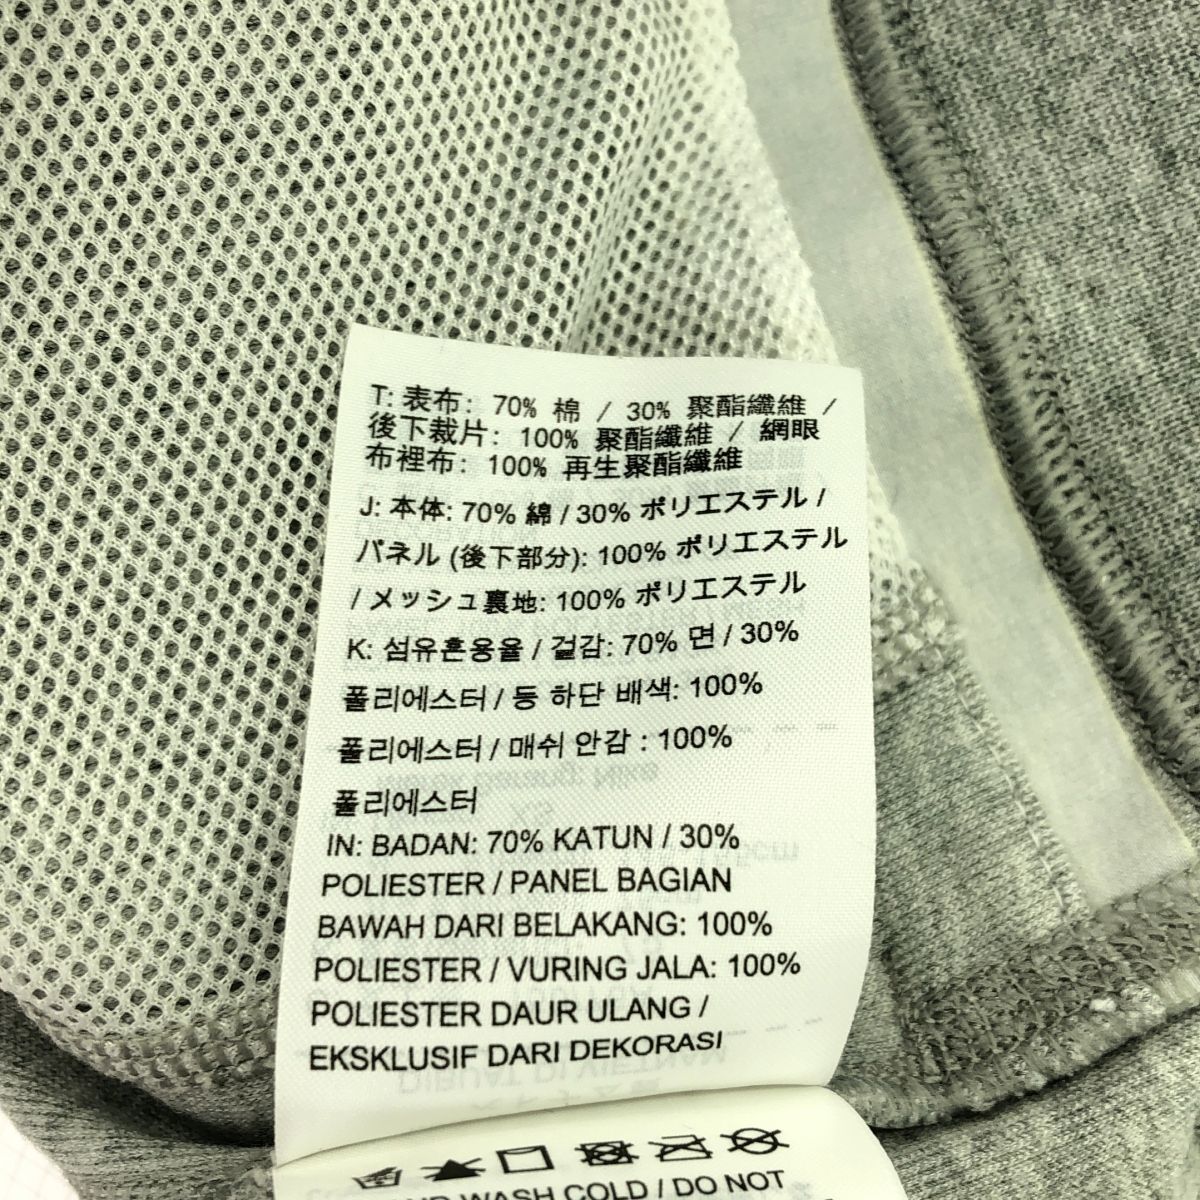 T: 表布: 70% 棉 / 30% 聚酯纖維 /
後下裁片: 100% 聚酯纖維 / 網眼
布裡布: 100% 再生聚酯纖維
J: 本体: 70% 綿 / 30% ポリエステル /
パネル (後下部分): 100% ポリエステル
/ メッシュ裏地: 100% ポリエステル
K: 섬유혼용율 / 겉감: 70% 면 / 30%
폴리에스터 / 등 하단 배색: 100%
폴리에스터 / 매쉬 안감 : 100%
폴리에스터
IN: BADAN: 70% KATUN / 30%
POLIESTER / PANEL BAGIAN
BAWAH DARI BELAKANG: 100%
POLIESTER / VURING JALA: 100%
POLIESTER DAUR ULANG /
EKSKLUSIF DARI DEKORASI
WASH COLD / DO NOT